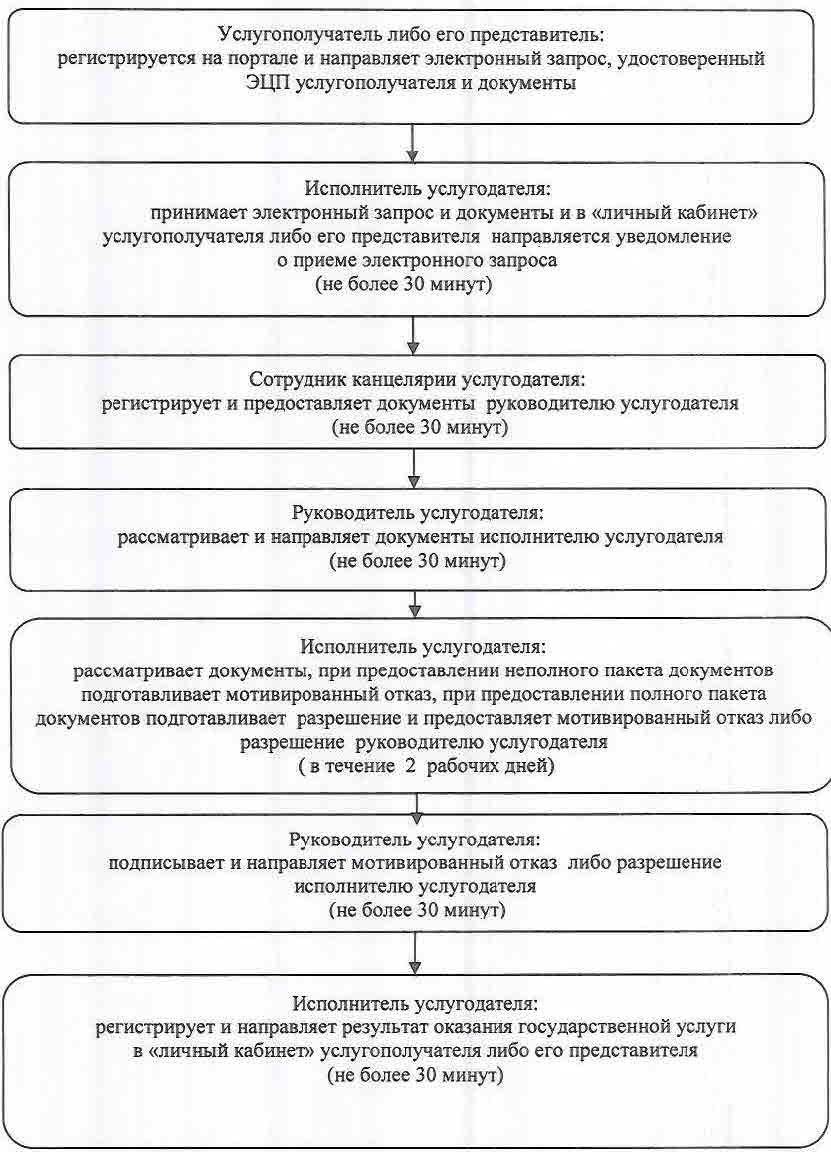 Услугополучатель либо его представитель:
регистрируется на портале и направляет электронный запрос, удостоверенный
ЭЦП услугополучателя и документы
Исполнитель услугодателя:
принимает электронный запрос и документы и в «личный кабинет»
услугополучателя либо его представителя направляется уведомление
о приеме электронного запроса
(не более 30 минут)
Сотрудник канцелярии услугодателя:
регистрирует и предоставляет документы руководителю услугодателя
(не более 30 минут)
Руководитель услугодателя:
рассматривает и направляет документы исполнителю услугодателя
(не более 30 минут)
Исполнитель услугодателя:
рассматривает документы, при предоставлении неполного пакета документов
подготавливает мотивированный отказ, при предоставлении полного пакета
документов подготавливает разрешение и предоставляет мотивированный отказ либо
разрешение руководителю услугодателя
( в течение 2 рабочих дней)
Руководитель услугодателя:
подписывает и направляет мотивированный отказ либо разрешение
исполнителю услугодателя
(не более 30 минут)
Исполнитель услугодателя:
регистрирует и направляет результат оказания государственной услуги
в «личный кабинет» услугополучателя либо его представителя
(не более 30 минут)